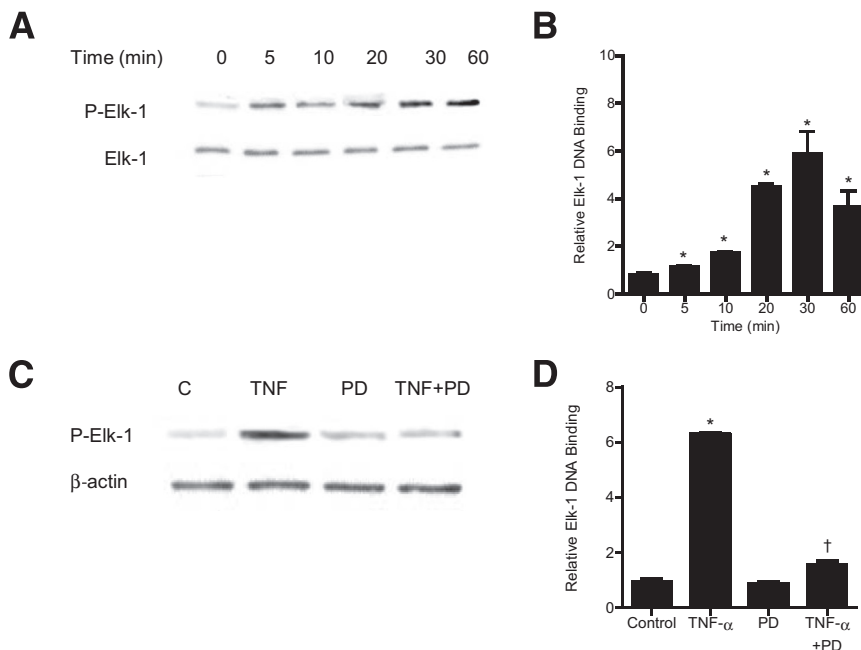 A
Time (min) 0 5 10 20 30 60
P-Elk-1
Elk-1
B
Relative Elk-1 DNA Binding
10
8
6
4
2
0
* * * * *
0 5 10 20 30 60
Time (min)
C
C TNF PD TNF+PD
P-Elk-1
β-actin
D
Relative Elk-1 DNA Binding
8
6
4
2
0
*
†
Control TNF-α PD TNF-α
+PD